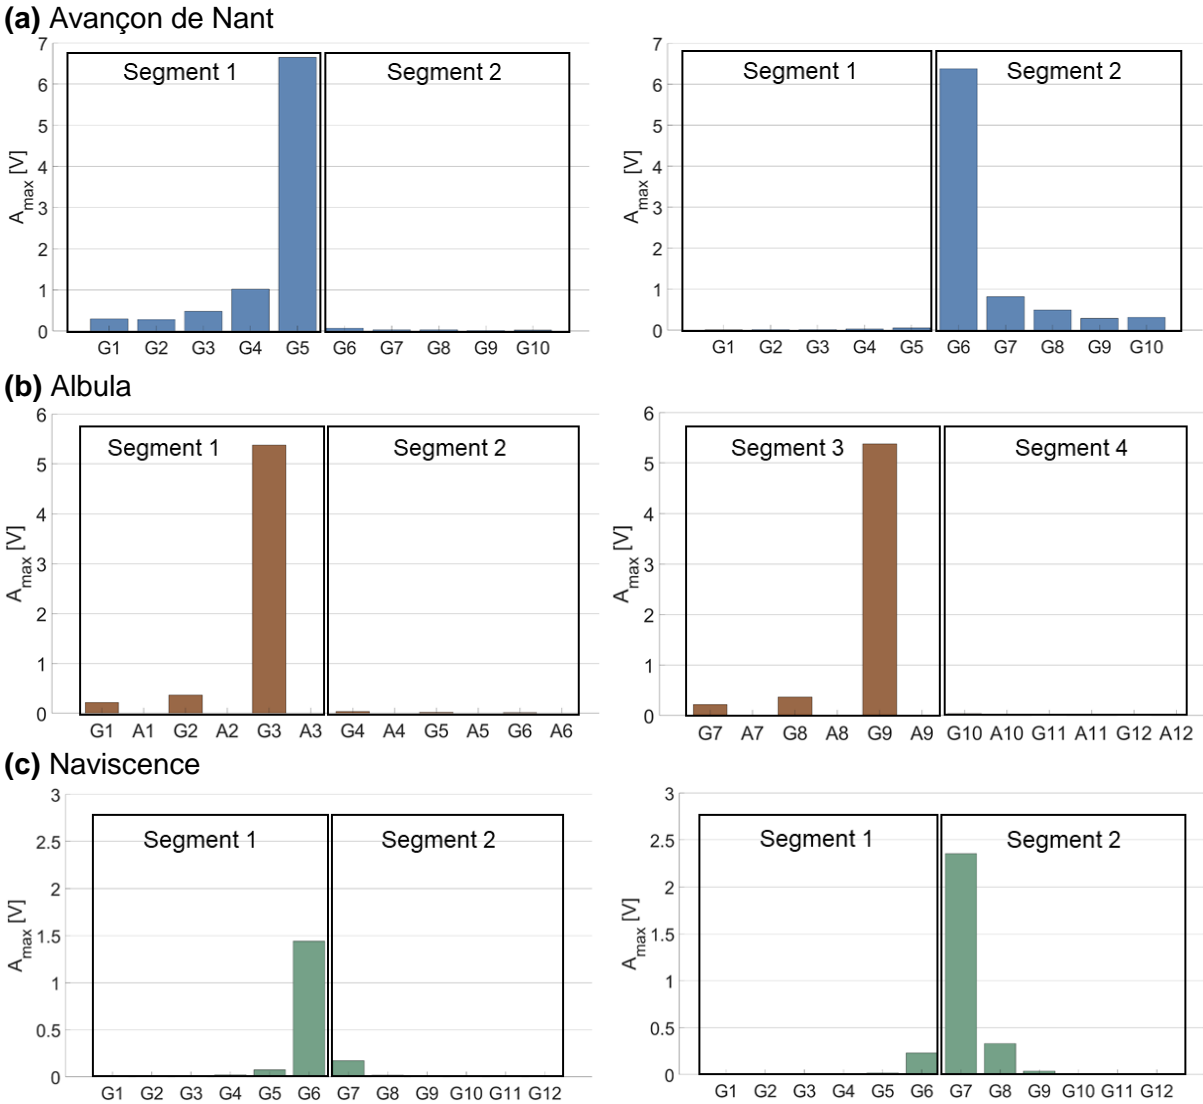 (a) Avançon de Nant
7
6
5
4
3
2
1
0
A_max [V]
Segment 1
Segment 2
G1 G2 G3 G4 G5 G6 G7 G8 G9 G10
7
6
5
4
3
2
1
0
A_max [V]
Segment 1
Segment 2
G1 G2 G3 G4 G5 G6 G7 G8 G9 G10
(b) Albula
6
5
4
3
2
1
0
A_max [V]
Segment 1
Segment 2
G1 A1 G2 A2 G3 A3 G4 A4 G5 A5 G6 A6
6
5
4
3
2
1
0
A_max [V]
Segment 3
Segment 4
G7 A7 G8 A8 G9 A9 G10 A10 G11 A11 G12 A12
(c) Naviscence
3
2.5
2
1.5
1
0.5
0
A_max [V]
Segment 1
Segment 2
G1 G2 G3 G4 G5 G6 G7 G8 G9 G10 G11 G12
3
2.5
2
1.5
1
0.5
0
A_max [V]
Segment 1
Segment 2
G1 G2 G3 G4 G5 G6 G7 G8 G9 G10 G11 G12